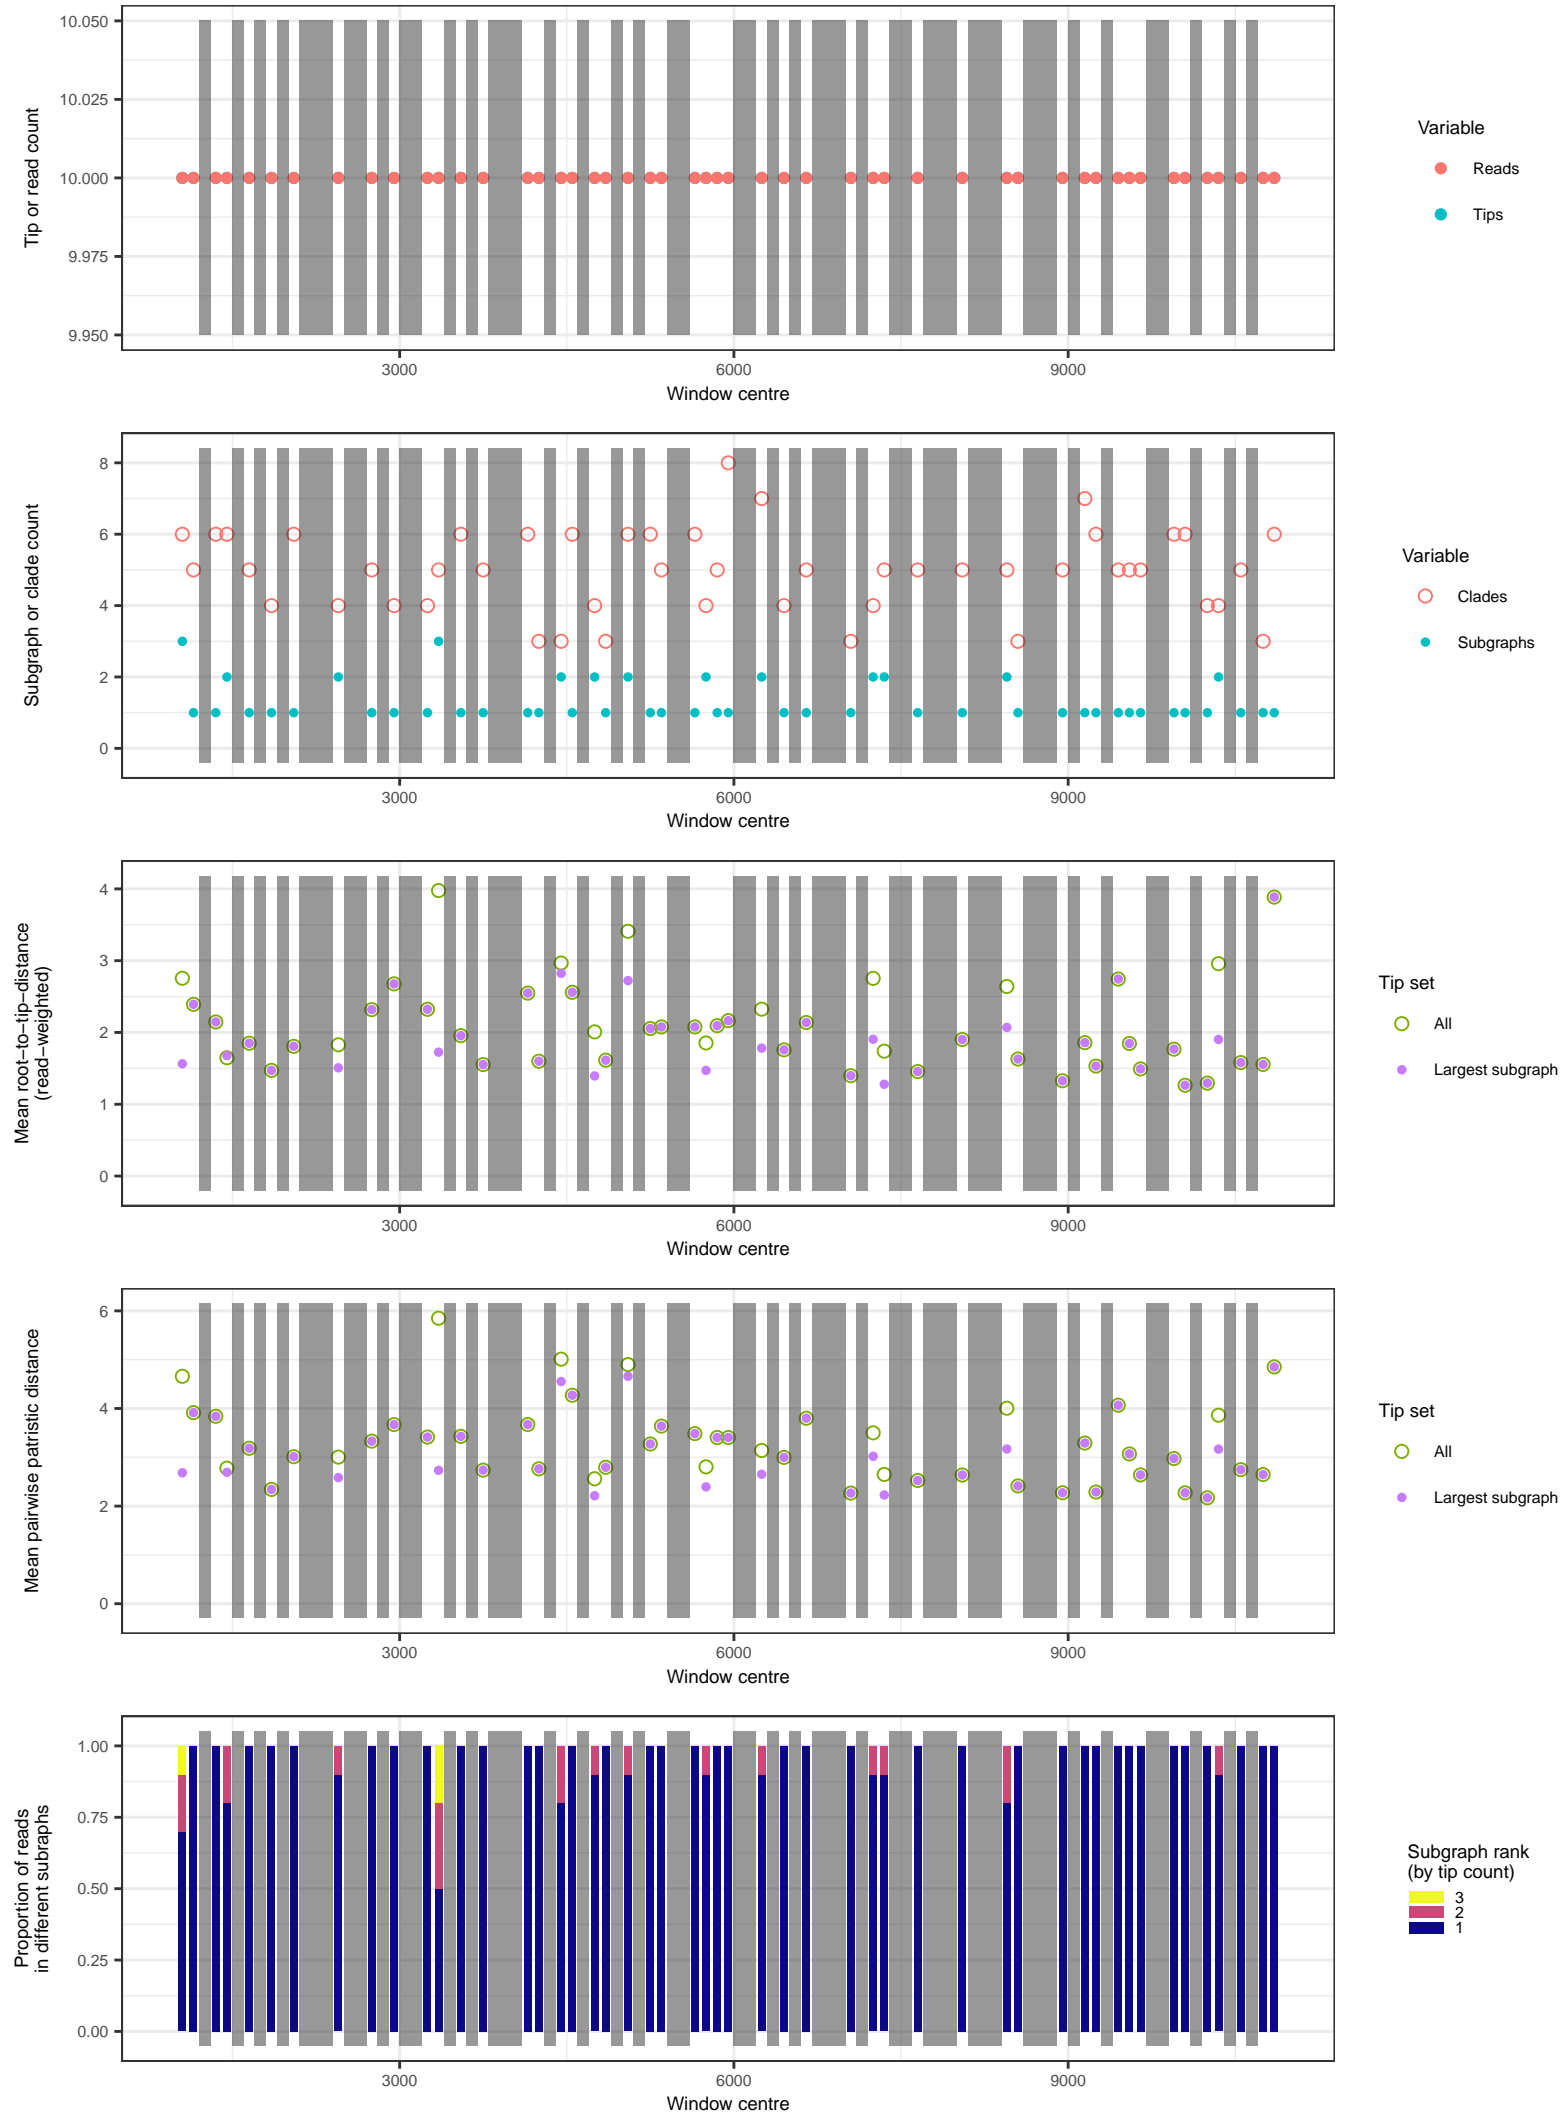 10.050
10.025
10.000
9.975
9.950
Tip or read count
3000
6000
9000
Window centre
Variable
Reads
Tips
8
6
4
2
0
Subgraph or clade count
3000
6000
9000
Window centre
Variable
Clades
Subgraphs
4
3
2
1
0
Mean root−to−tip−distance
(read−weighted)
3000
6000
9000
Window centre
Tip set
All
Largest subgraph
6
4
2
0
Mean pairwise patristic distance
3000
6000
9000
Window centre
Tip set
All
Largest subgraph
1.00
0.75
0.50
0.25
0.00
Proportion of reads
in different subraphs
3000
6000
9000
Window centre
Subgraph rank
(by tip count)
3
2
1